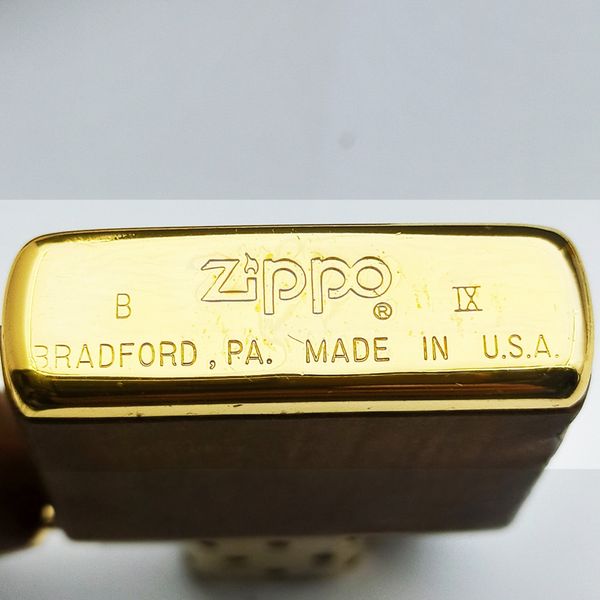 Zippo®
B IX
BRADFORD, PA. MADE IN U.S.A.